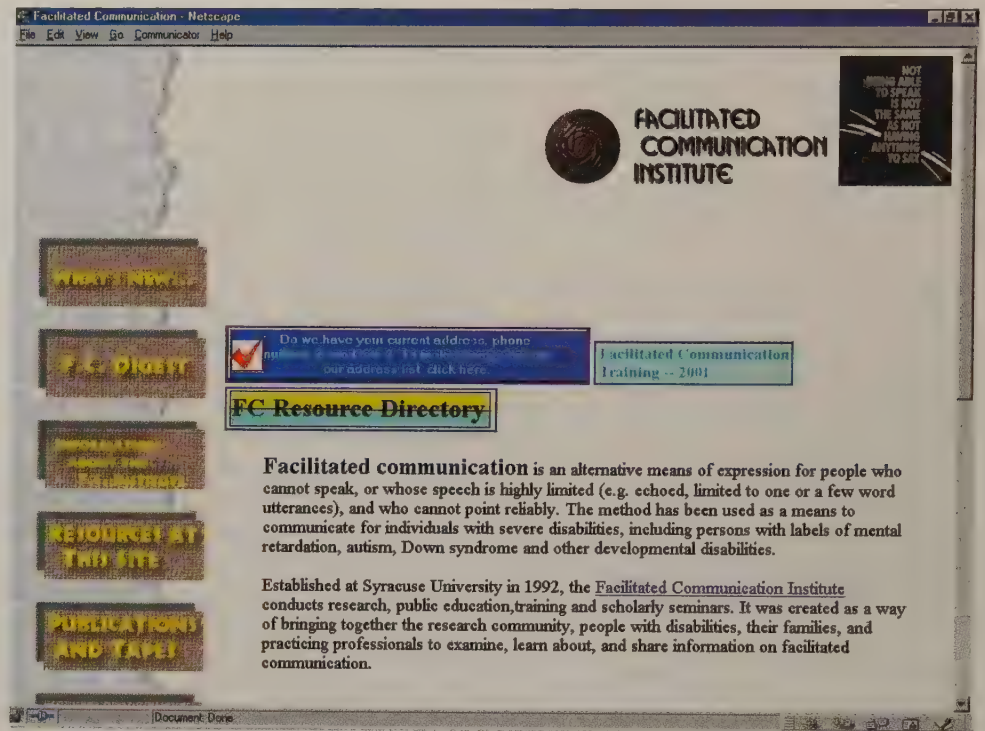 Facilitated Communication - Netscape
File Edit View Go Communicator Help
NOT
BEING ABLE
TO SPEAK
IS NOT
THE SAME
AS NOT
HAVING
ANYTHING
TO SAY
FACILITATED
COMMUNICATION
INSTITUTE
WHAT'S NEW
Do we have your current address, phone
our address list click here.
Facilitated Communication
Training -- 2001
F.C. DIGEST
FC Resource Directory
Facilitated communication is an alternative means of expression for people who
cannot speak, or whose speech is highly limited (e.g. echoed, limited to one or a few word
utterances), and who cannot point reliably. The method has been used as a means to
communicate for individuals with severe disabilities, including persons with labels of mental
retardation, autism, Down syndrome and other developmental disabilities.
RESOURCES AT
THIS SITE
Established at Syracuse University in 1992, the Facilitated Communication Institute
conducts research, public education,training and scholarly seminars. It was created as a way
of bringing together the research community, people with disabilities, their families, and
practicing professionals to examine, learn about, and share information on facilitated
communication.
PUBLICATIONS
AND TAPES
Document: Done